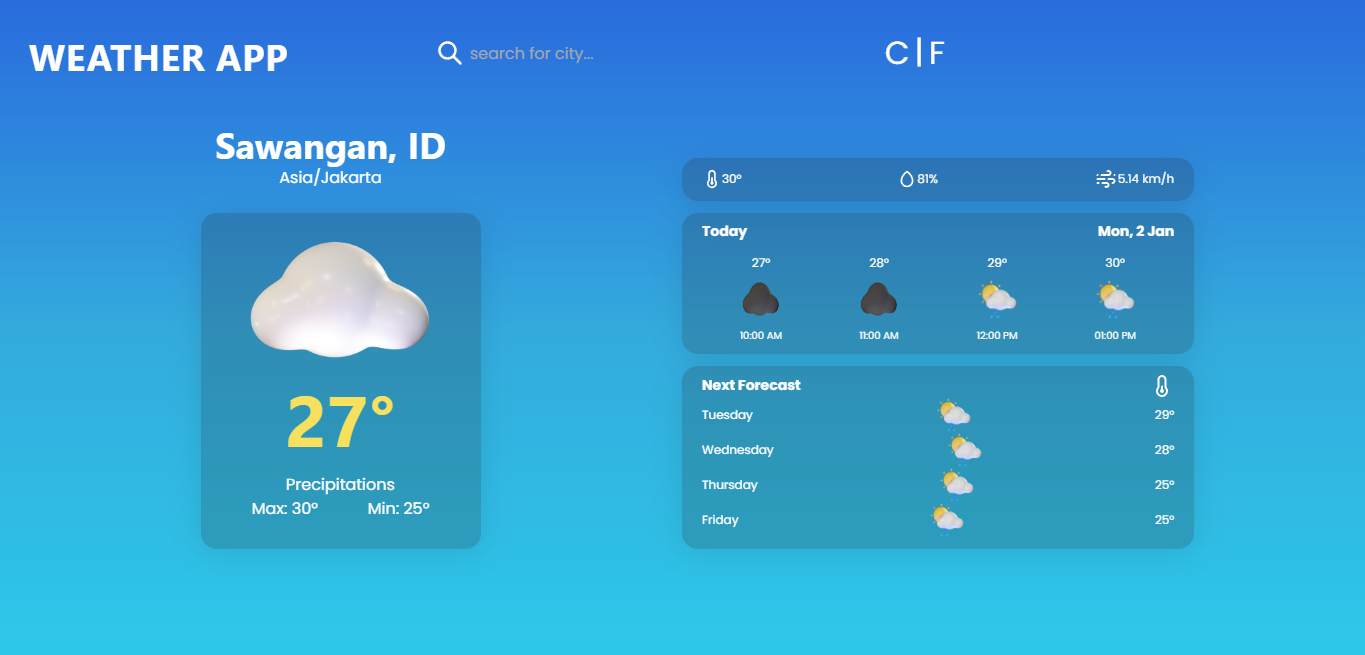 WEATHER APP
search for city...
C | F
Sawangan, ID
Asia/Jakarta
27°
Precipitations
Max: 30° Min: 25°
30° 81% 5.14 km/h
Today Mon, 2 Jan
27° 28° 29° 30°
10:00 AM 11:00 AM 12:00 PM 01:00 PM
Next Forecast
Tuesday 29°
Wednesday 28°
Thursday 25°
Friday 25°